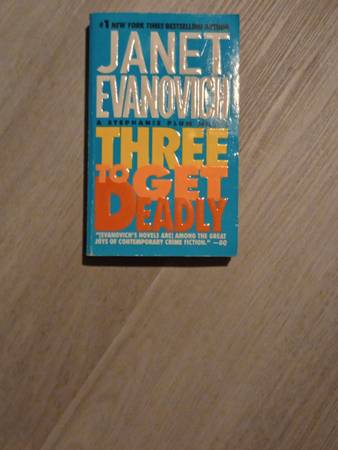 #1 NEW YORK TIMES BESTSELLING AUTHOR
JANET
EVANOVICH
A STEPHANIE PLUM
THREE
TO GET
DEADLY
"[EVANOVICH'S NOVELS ARE] AMONG THE GREAT
JOYS OF CONTEMPORARY CRIME FICTION." —GQ